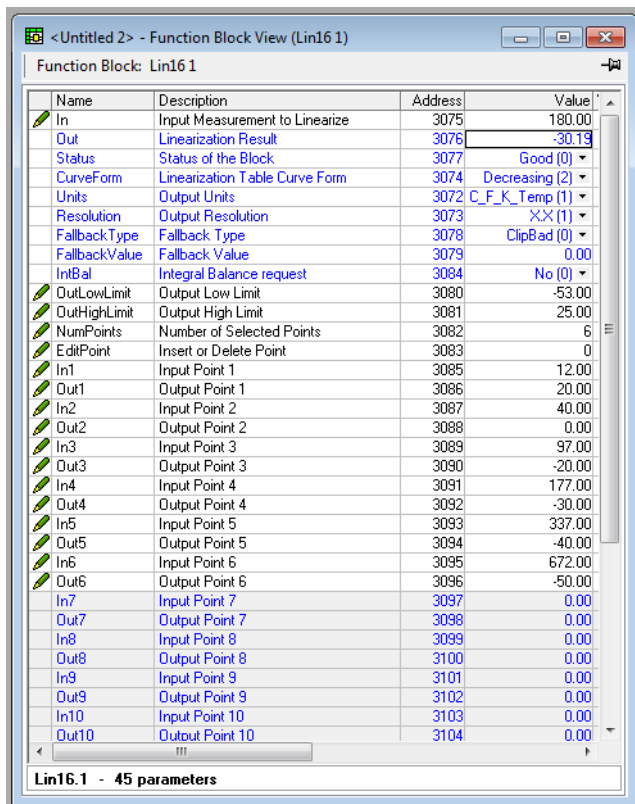 <Untitled 2> - Function Block View (Lin16 1)
Function Block: Lin16 1
Name Description Address Value
In Input Measurement to Linearize 3075 180.00
Out Linearization Result 3076 -30.19
Status Status of the Block 3077 Good (0)
CurveForm Linearization Table Curve Form 3074 Decreasing (2)
Units Output Units 3072 C_F_K_Temp (1)
Resolution Output Resolution 3073 X.X (1)
FallbackType Fallback Type 3078 ClipBad (0)
FallbackValue Fallback Value 3079 0.00
IntBal Integral Balance request 3084 No (0)
OutLowLimit Output Low Limit 3080 -53.00
OutHighLimit Output High Limit 3081 25.00
NumPoints Number of Selected Points 3082 6
EditPoint Insert or Delete Point 3083 0
In1 Input Point 1 3085 12.00
Out1 Output Point 1 3086 20.00
In2 Input Point 2 3087 40.00
Out2 Output Point 2 3088 0.00
In3 Input Point 3 3089 97.00
Out3 Output Point 3 3090 -20.00
In4 Input Point 4 3091 177.00
Out4 Output Point 4 3092 -30.00
In5 Input Point 5 3093 337.00
Out5 Output Point 5 3094 -40.00
In6 Input Point 6 3095 672.00
Out6 Output Point 6 3096 -50.00
In7 Input Point 7 3097 0.00
Out7 Output Point 7 3098 0.00
In8 Input Point 8 3099 0.00
Out8 Output Point 8 3100 0.00
In9 Input Point 9 3101 0.00
Out9 Output Point 9 3102 0.00
In10 Input Point 10 3103 0.00
Out10 Output Point 10 3104 0.00
Lin16.1 - 45 parameters